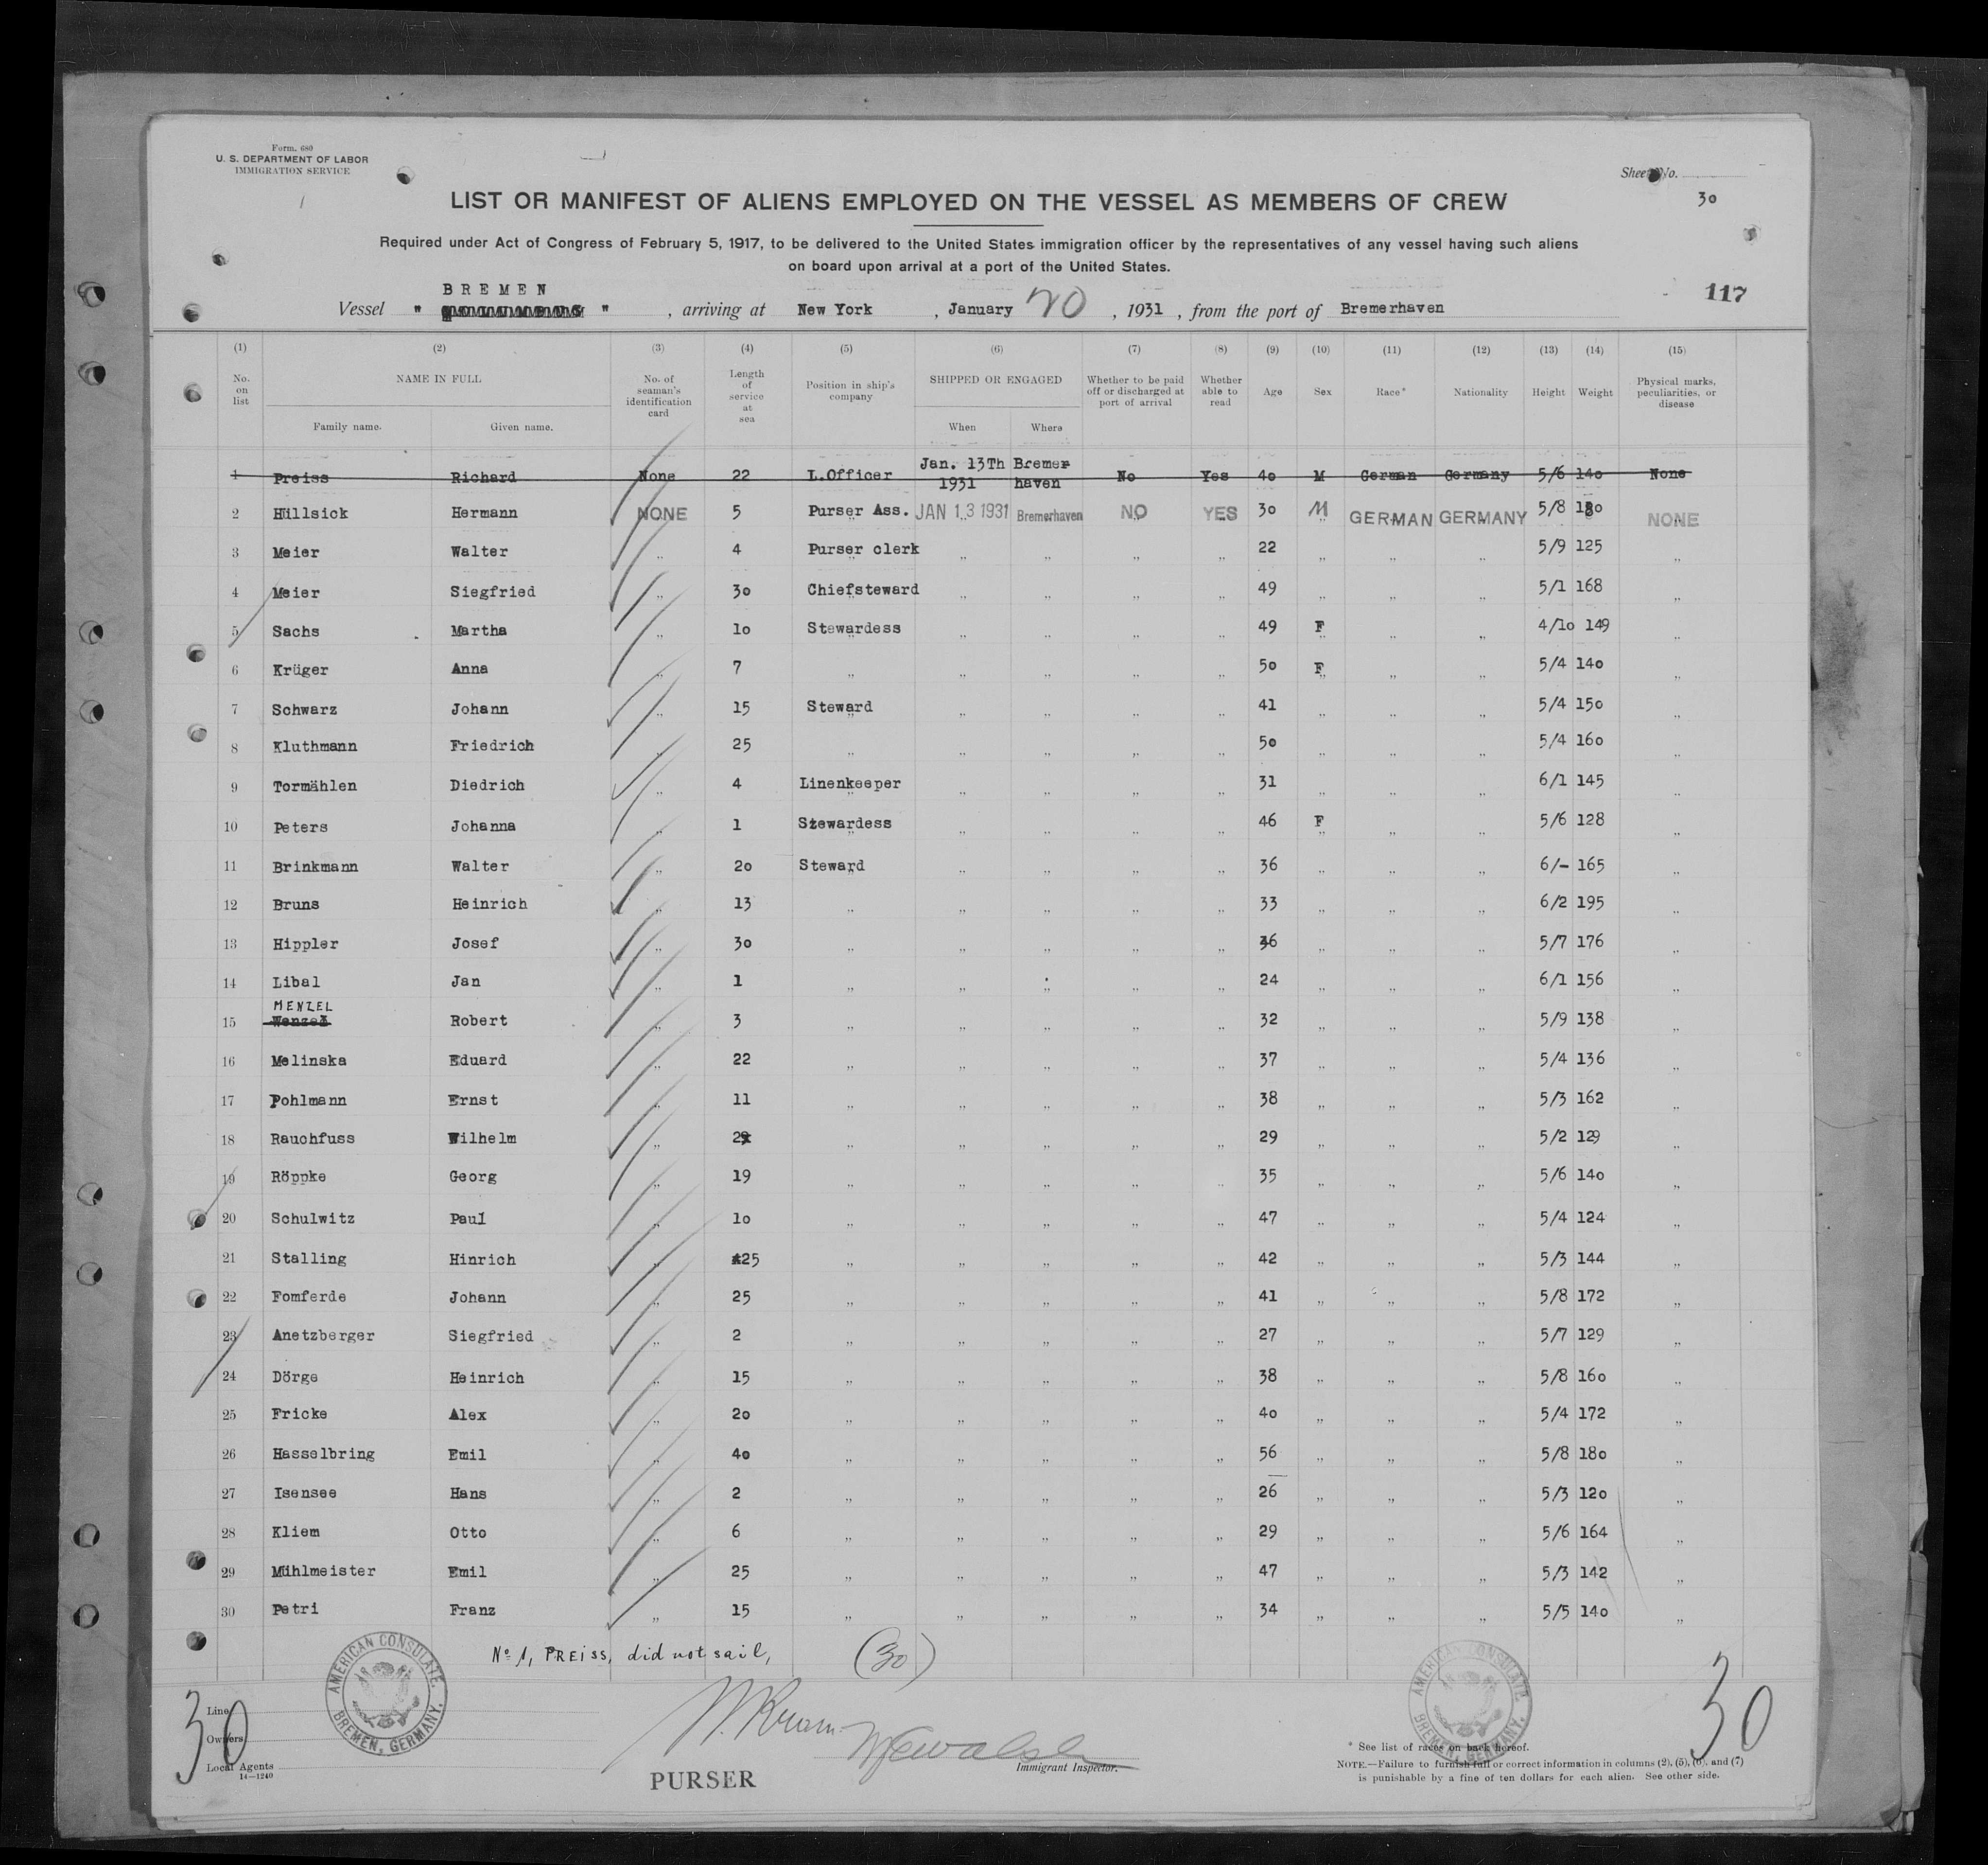 Form. 680
U. S. DEPARTMENT OF LABOR
IMMIGRATION SERVICE
Sheet No.
30
LIST OR MANIFEST OF ALIENS EMPLOYED ON THE VESSEL AS MEMBERS OF CREW
Required under Act of Congress of February 5, 1917, to be delivered to the United States immigration officer by the representatives of any vessel having such aliens
on board upon arrival at a port of the United States.
117
BREMEN
Vessel " " , arriving at New York , January 20 , 1931 , from the port of Bremerhaven
(1) (2) (3) (4) (5) (6) (7) (8) (9) (10) (11) (12) (13) (14) (15)
No. on list NAME IN FULL Family name. Given name. No. of seaman's identification card Length of service at sea Position in ship's company SHIPPED OR ENGAGED When Where Whether to be paid off or discharged at port of arrival Whether able to read Age Sex Race* Nationality Height Weight Physical marks, peculiarities, or disease
1 Preiss Richard None 22 L.Officer Jan. 13Th 1931 Bremer haven No Yes 40 M German Germany 5/6 140 None
2 Hüllsick Hermann NONE 5 Purser Ass. JAN 13 1931 Bremerhaven NO YES 30 M GERMAN GERMANY 5/8 180 NONE
3 Meier Walter „ 4 Purser clerk „ „ „ „ 22 „ „ „ 5/9 125 „
4 Meier Siegfried „ 30 Chiefsteward „ „ „ „ 49 „ „ „ 5/1 168 „
5 Sachs Martha „ 10 Stewardess „ „ „ „ 49 F „ „ 4/10 149 „
6 Krüger Anna „ 7 „ „ „ „ „ 50 F „ „ 5/4 140 „
7 Schwarz Johann „ 15 Steward „ „ „ „ 41 „ „ „ 5/4 150 „
8 Kluthmann Friedrich „ 25 „ „ „ „ „ 50 „ „ „ 5/4 160 „
9 Tormählen Diedrich „ 4 Linenkeeper „ „ „ „ 31 „ „ „ 6/1 145 „
10 Peters Johanna „ 1 Stewardess „ „ „ „ 46 F „ „ 5/6 128 „
11 Brinkmann Walter „ 20 Steward „ „ „ „ 36 „ „ „ 6/- 165 „
12 Bruns Heinrich „ 13 „ „ „ „ „ 33 „ „ „ 6/2 195 „
13 Hippler Josef „ 30 „ „ „ „ „ 36 „ „ „ 5/7 176 „
14 Libal Jan „ 1 „ „ „ „ „ 24 „ „ „ 6/1 156 „
MENZEL
15 Wenzel Robert „ 3 „ „ „ „ „ 32 „ „ „ 5/9 138 „
16 Melinska Eduard „ 22 „ „ „ „ „ 37 „ „ „ 5/4 136 „
17 Pohlmann Ernst „ 11 „ „ „ „ „ 38 „ „ „ 5/3 162 „
18 Rauchfuss Wilhelm „ 2 „ „ „ „ „ 29 „ „ „ 5/2 129 „
19 Röppke Georg „ 19 „ „ „ „ „ 35 „ „ „ 5/6 140 „
20 Schulwitz Paul „ 10 „ „ „ „ „ 47 „ „ „ 5/4 124 „
21 Stalling Hinrich „ 25 „ „ „ „ „ 42 „ „ „ 5/3 144 „
22 Fomferde Johann „ 25 „ „ „ „ „ 41 „ „ „ 5/8 172 „
23 Anetzberger Siegfried „ 2 „ „ „ „ „ 27 „ „ „ 5/7 129 „
24 Dörge Heinrich „ 15 „ „ „ „ „ 38 „ „ „ 5/8 160 „
25 Fricke Alex „ 20 „ „ „ „ „ 40 „ „ „ 5/4 172 „
26 Hasselbring Emil „ 40 „ „ „ „ „ 56 „ „ „ 5/8 180 „
27 Isensee Hans „ 2 „ „ „ „ „ 26 „ „ „ 5/3 120 „
28 Kliem Otto „ 6 „ „ „ „ „ 29 „ „ „ 5/6 164 „
29 Mühlmeister Emil „ 25 „ „ „ „ „ 47 „ „ „ 5/3 142 „
30 Petri Franz „ 15 „ „ „ „ „ 34 „ „ „ 5/5 140 „
No 1, PREISS, did not sail,
(30)
AMERICAN CONSULATE. BREMEN, GERMANY.
AMERICAN CONSULATE. BREMEN, GERMANY.
30
30
Line
Owners
Local Agents
14—1240
PURSER
Immigrant Inspector.
* See list of races on back hereof.
NOTE.—Failure to furnish full or correct information in columns (2), (5), (6), and (7)
is punishable by a fine of ten dollars for each alien. See other side.